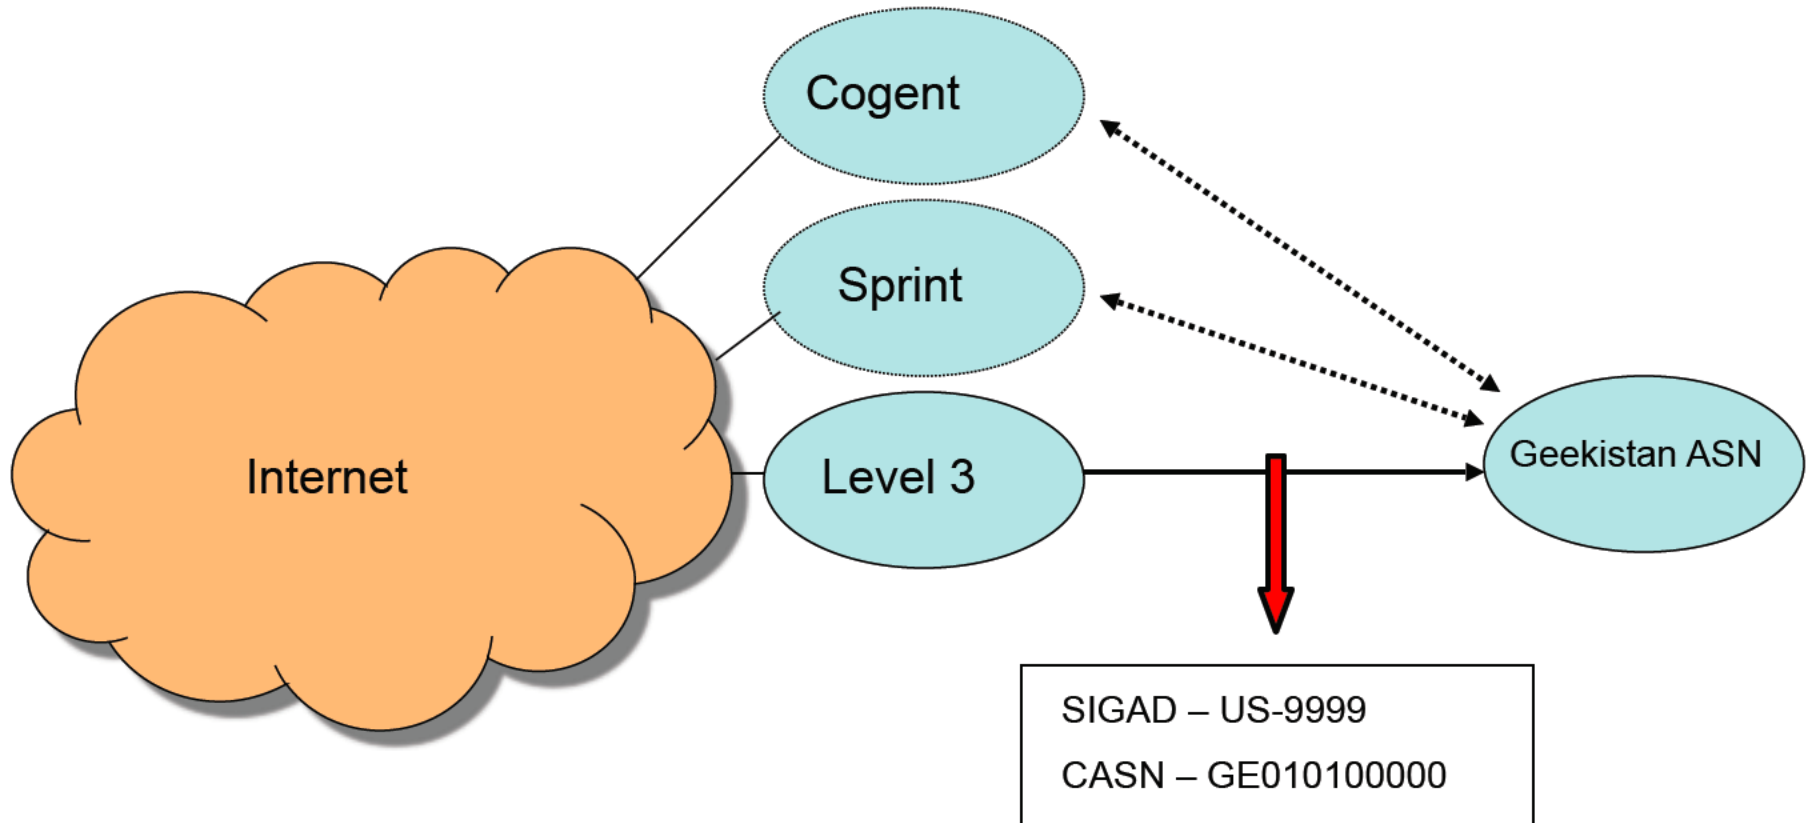 Cogent
Sprint
Internet
Level 3
Geekistan ASN
SIGAD – US-9999
CASN – GE010100000